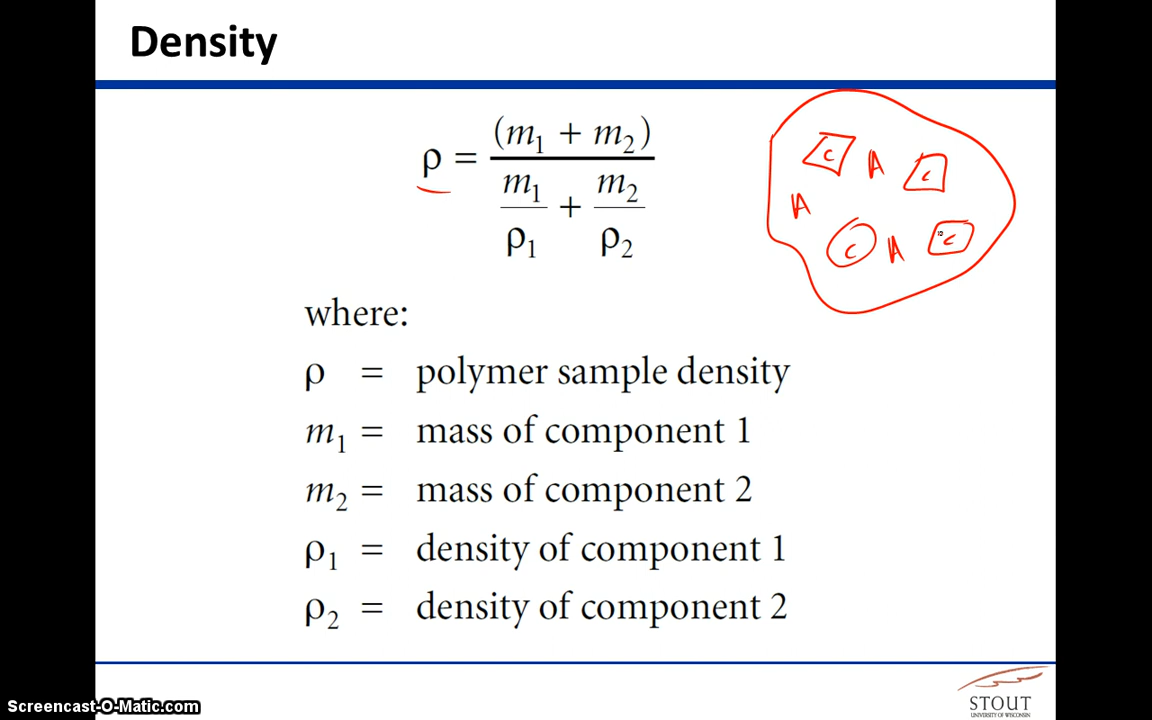 Density
ρ = (m₁ + m₂) / (m₁/ρ₁ + m₂/ρ₂)
C A C
A
C A C
where:
ρ = polymer sample density
m₁ = mass of component 1
m₂ = mass of component 2
ρ₁ = density of component 1
ρ₂ = density of component 2
STOUT
UNIVERSITY OF WISCONSIN
Screencast-O-Matic.com